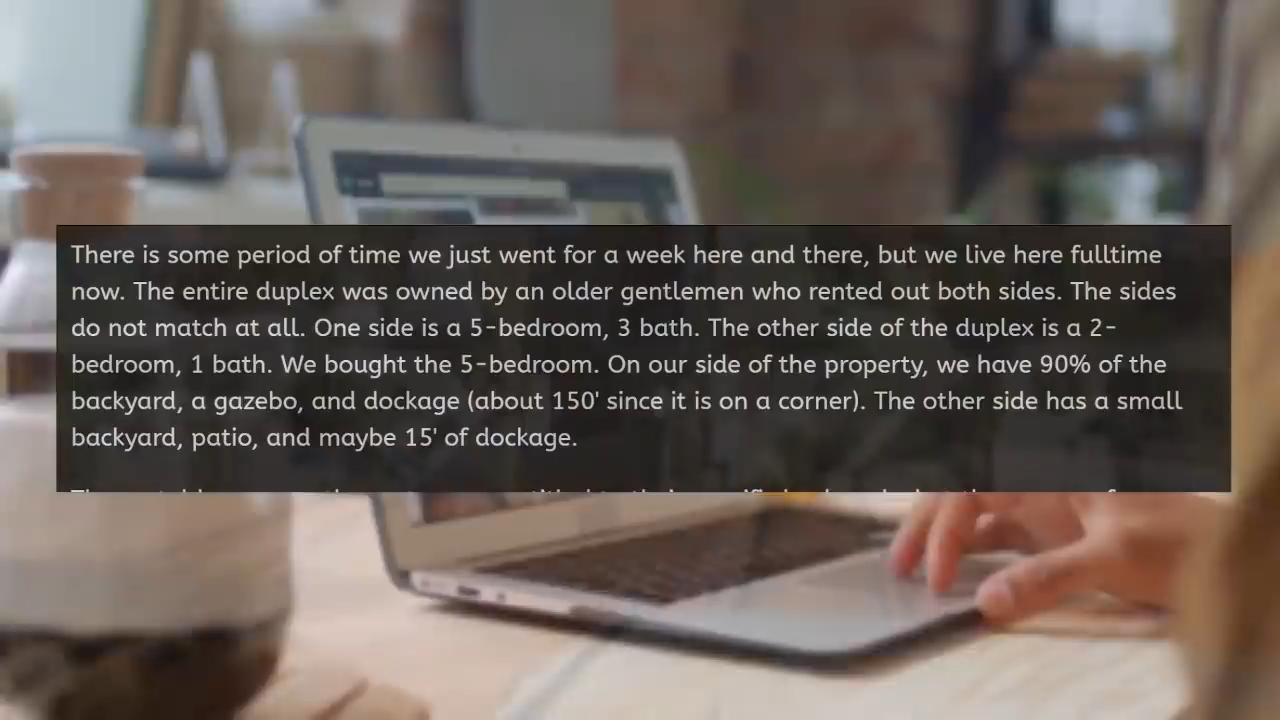 There is some period of time we just went for a week here and there, but we live here fulltime
now. The entire duplex was owned by an older gentlemen who rented out both sides. The sides
do not match at all. One side is a 5-bedroom, 3 bath. The other side of the duplex is a 2-
bedroom, 1 bath. We bought the 5-bedroom. On our side of the property, we have 90% of the
backyard, a gazebo, and dockage (about 150' since it is on a corner). The other side has a small
backyard, patio, and maybe 15' of dockage.